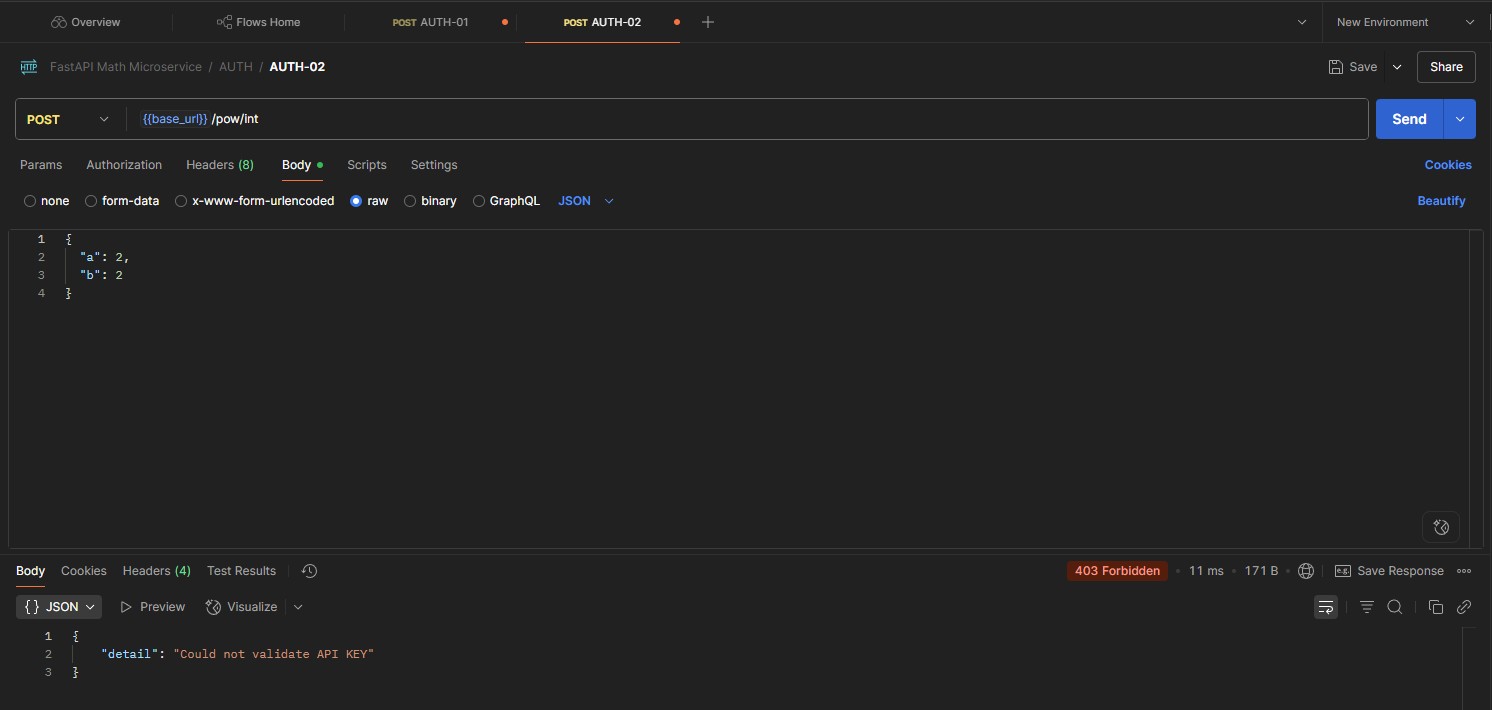 Overview Flows Home POST AUTH-01 POST AUTH-02 New Environment
HTTP FastAPI Math Microservice / AUTH / AUTH-02 Save Share
POST {{base_url}} /pow/int Send
Params Authorization Headers (8) Body Scripts Settings Cookies
none form-data x-www-form-urlencoded raw binary GraphQL JSON Beautify
1 {
2 "a": 2,
3 "b": 2
4 }
Body Cookies Headers (4) Test Results 403 Forbidden 11 ms 171 B e.g. Save Response
{} JSON Preview Visualize
1 {
2 "detail": "Could not validate API KEY"
3 }